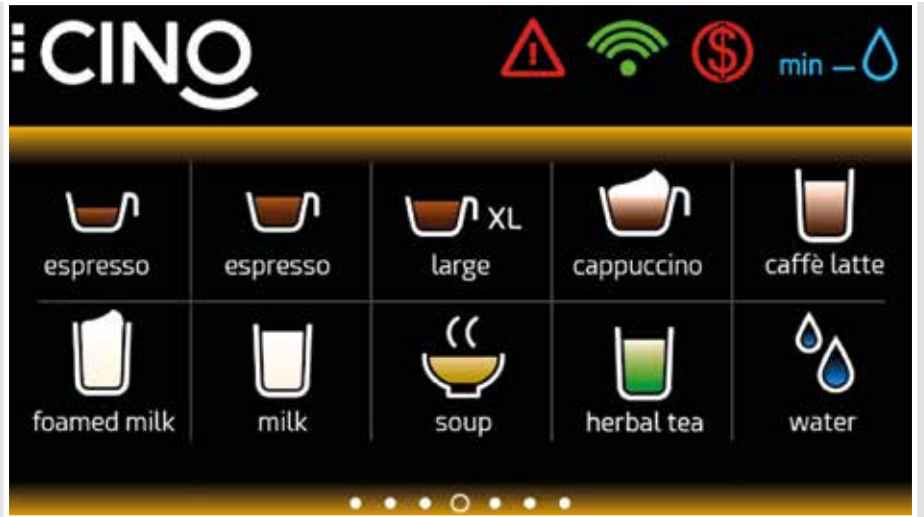 CINO
$
min
espresso
espresso
XL
large
cappuccino
caffè latte
foamed milk
milk
soup
herbal tea
water